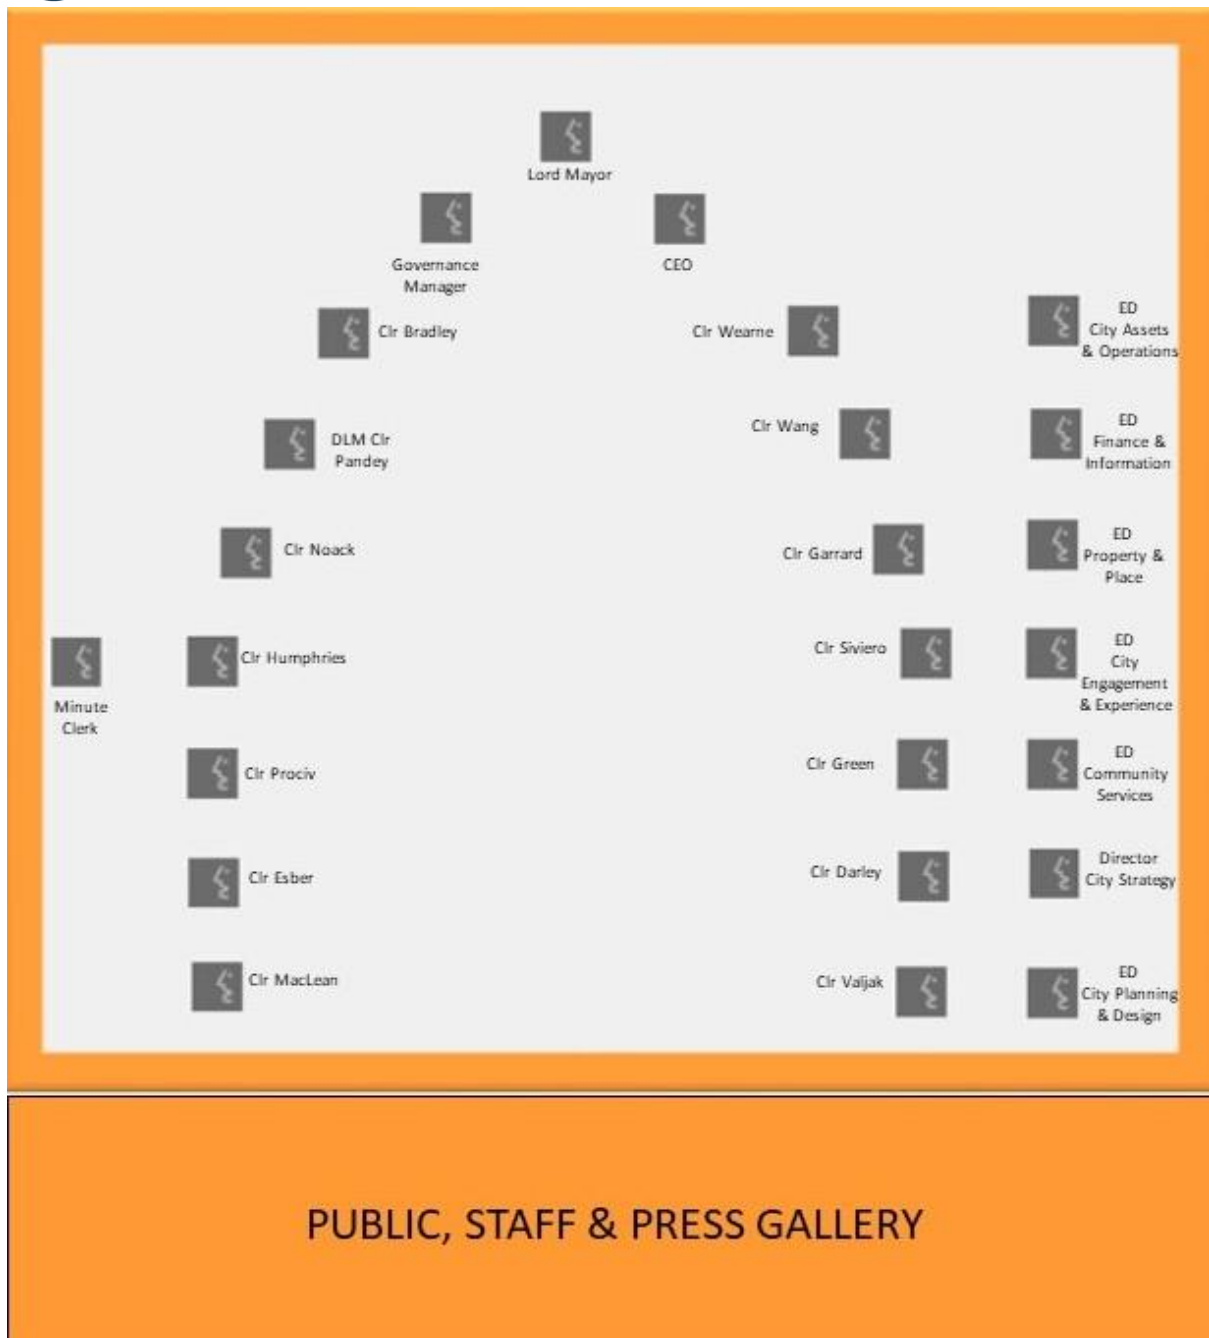 Lord Mayor
Governance
Manager
CEO
Clr Bradley
Clr Wearne
ED
City Assets
& Operations
DLM Clr
Pandey
Clr Wang
ED
Finance &
Information
Clr Noack
Clr Garrard
ED
Property &
Place
Minute
Clerk
Clr Humphries
Clr Siviero
ED
City
Engagement
& Experience
Clr Prociv
Clr Green
ED
Community
Services
Clr Esber
Clr Darley
Director
City Strategy
Clr MacLean
Clr Valjak
ED
City Planning
& Design
PUBLIC, STAFF & PRESS GALLERY